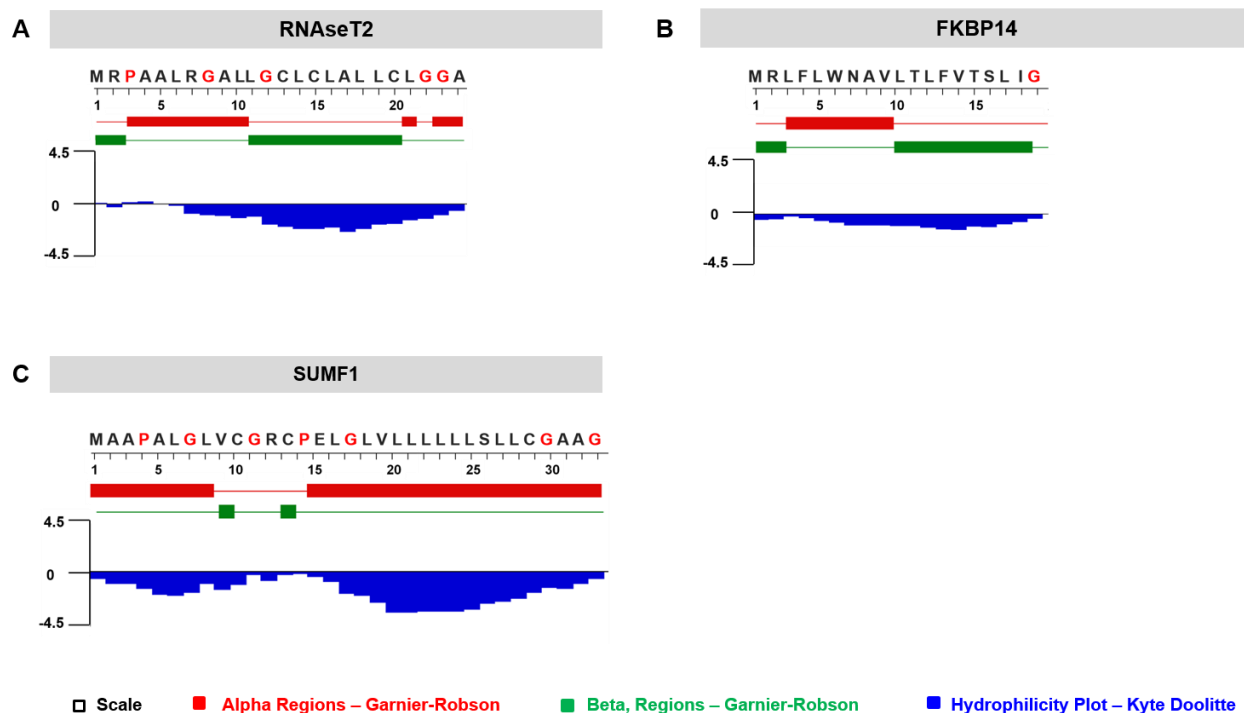 A
RNAseT2
M R P A A L R G A L L G C L C L A L L C L G G A
1 5 10 15 20
4.5
0
-4.5
B
FKBP14
M R L F L W N A V L T L F V T S L I G
1 5 10 15
4.5
0
-4.5
C
SUMF1
M A A P A L G L V C G R C P E L G L V L L L L L L S L L C G A A G
1 5 10 15 20 25 30
4.5
0
-4.5
Scale Alpha Regions – Garnier-Robson Beta, Regions – Garnier-Robson Hydrophilicity Plot – Kyte Doolitte